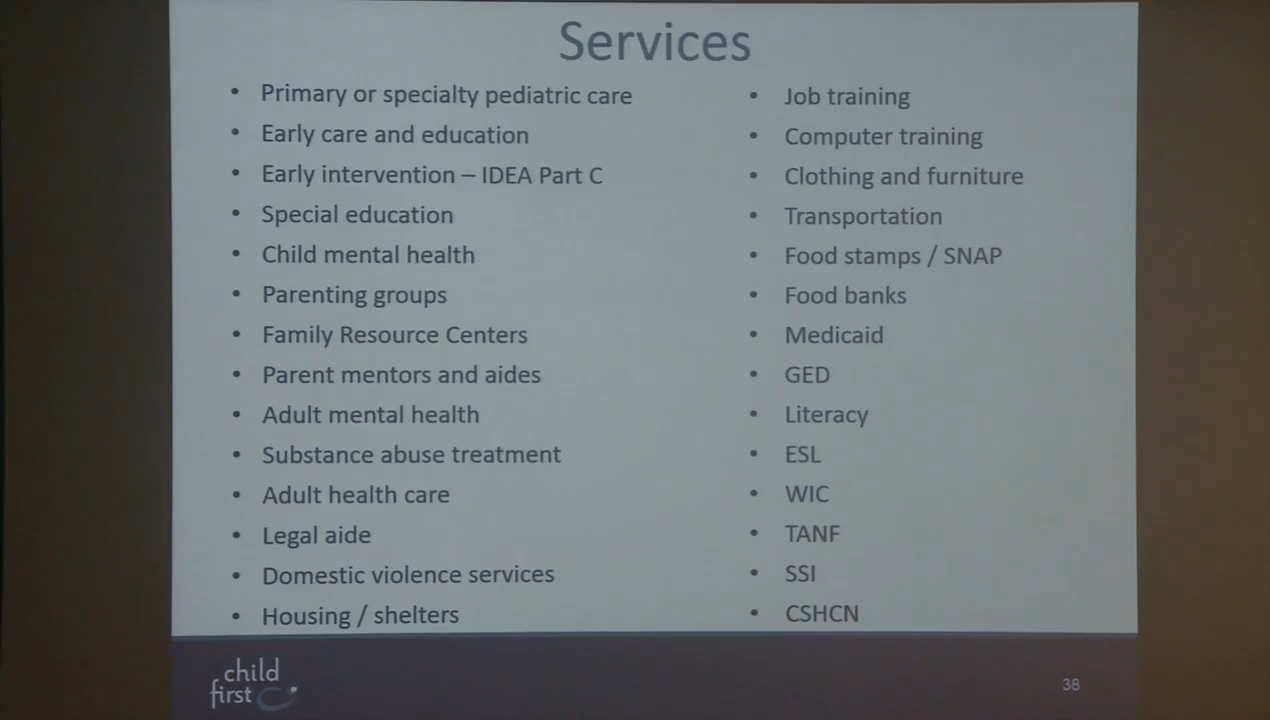 Services
• Primary or specialty pediatric care
• Early care and education
• Early intervention – IDEA Part C
• Special education
• Child mental health
• Parenting groups
• Family Resource Centers
• Parent mentors and aides
• Adult mental health
• Substance abuse treatment
• Adult health care
• Legal aide
• Domestic violence services
• Housing / shelters
• Job training
• Computer training
• Clothing and furniture
• Transportation
• Food stamps / SNAP
• Food banks
• Medicaid
• GED
• Literacy
• ESL
• WIC
• TANF
• SSI
• CSHCN
child
first
38